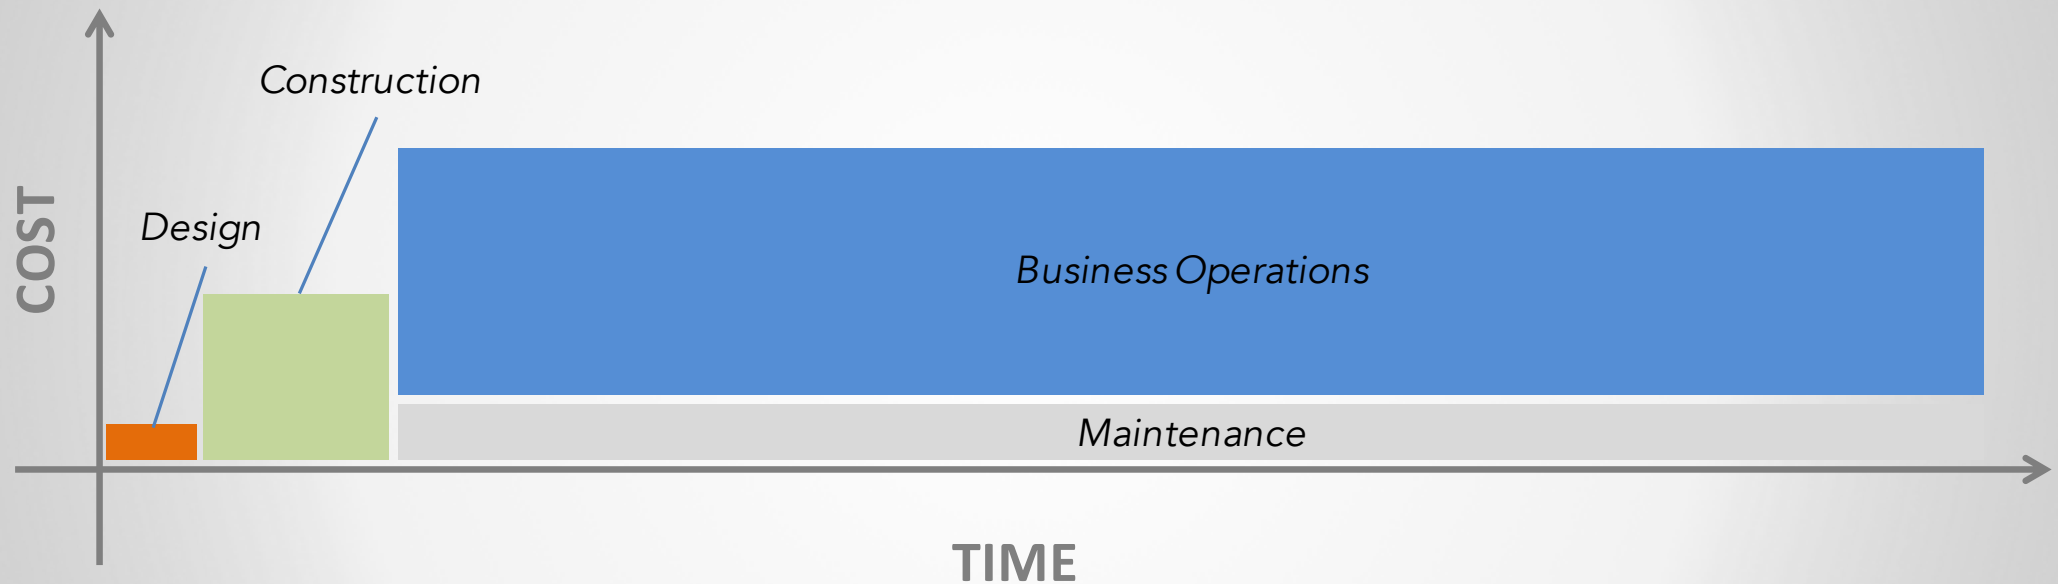 Construction
Design
COST
Business Operations
Maintenance
TIME